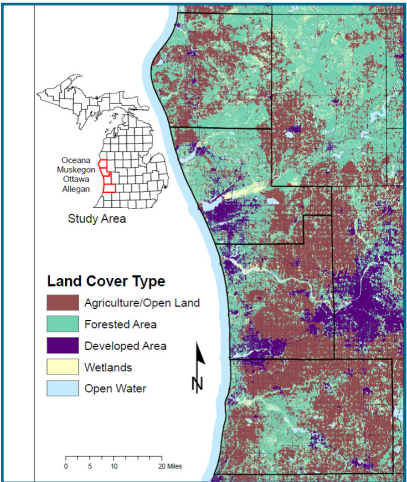 Oceana
Muskegon
Ottawa
Allegan
Study Area
Land Cover Type
Agriculture/Open Land
Forested Area
Developed Area
Wetlands
Open Water
N
0 5 10 20 Miles